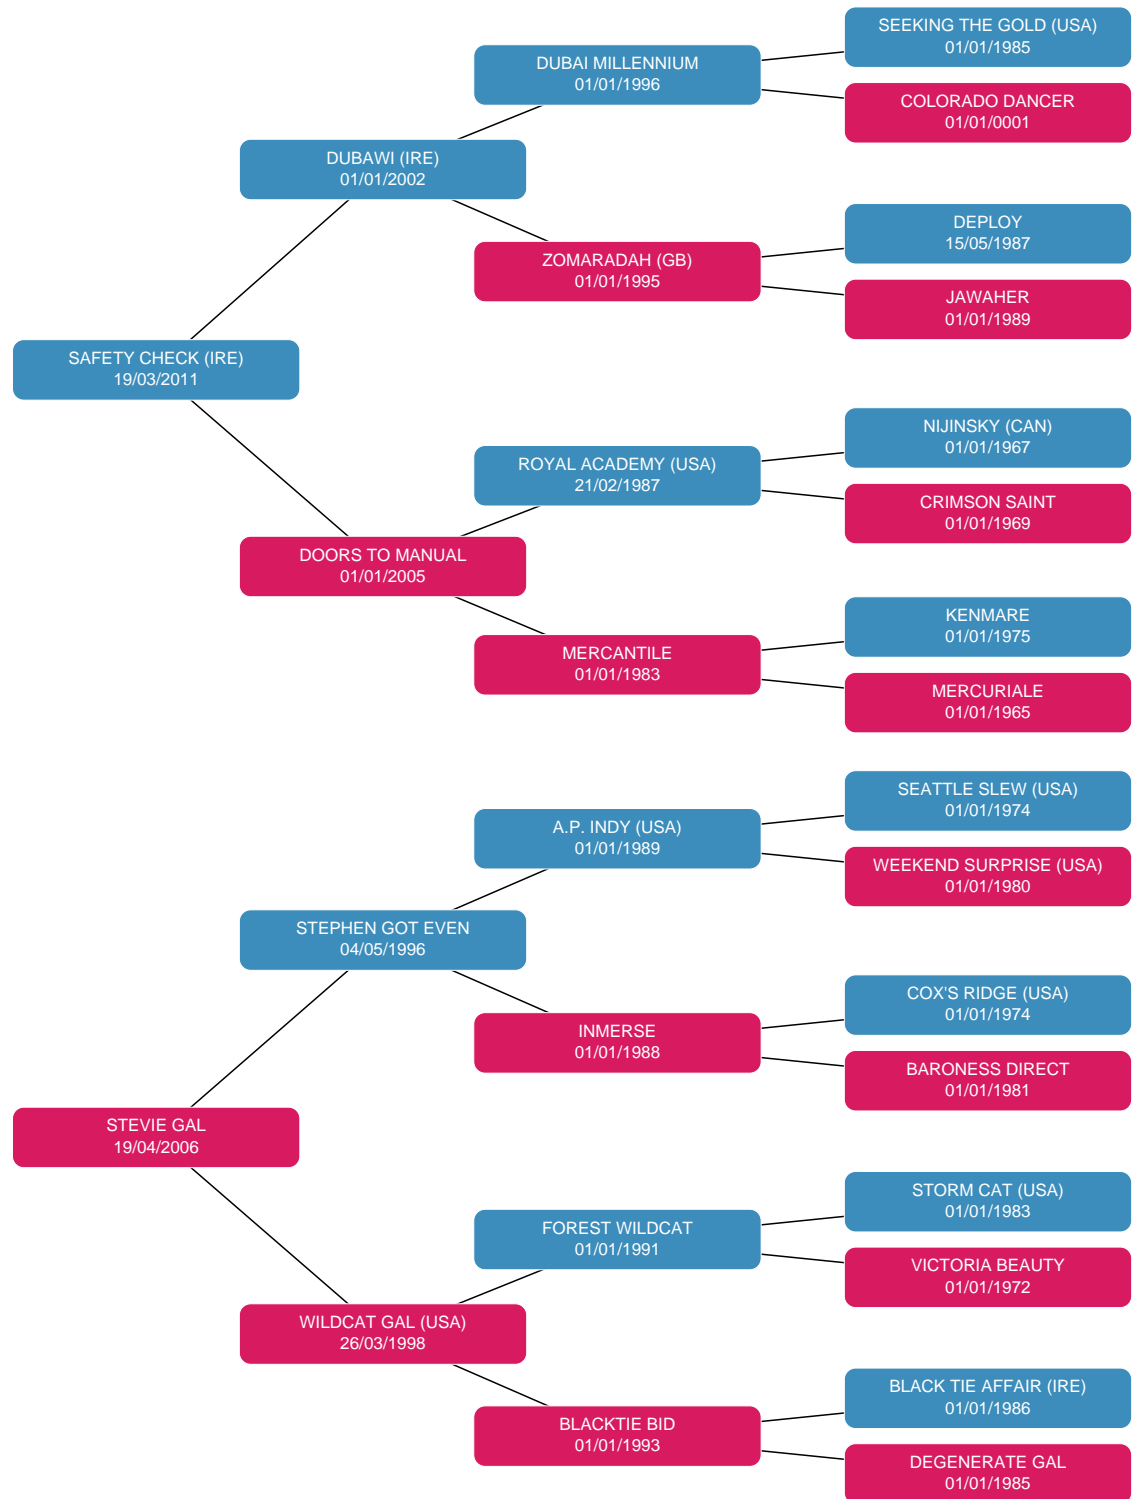 SEEKING THE GOLD (USA)
01/01/1985
DUBAI MILLENNIUM
01/01/1996
COLORADO DANCER
01/01/0001
DUBAWI (IRE)
01/01/2002
DEPLOY
15/05/1987
ZOMARADAH (GB)
01/01/1995
JAWAHER
01/01/1989
SAFETY CHECK (IRE)
19/03/2011
NIJINSKY (CAN)
01/01/1967
ROYAL ACADEMY (USA)
21/02/1987
CRIMSON SAINT
01/01/1969
DOORS TO MANUAL
01/01/2005
KENMARE
01/01/1975
MERCANTILE
01/01/1983
MERCURIALE
01/01/1965
SEATTLE SLEW (USA)
01/01/1974
A.P. INDY (USA)
01/01/1989
WEEKEND SURPRISE (USA)
01/01/1980
STEPHEN GOT EVEN
04/05/1996
COX'S RIDGE (USA)
01/01/1974
INMERSE
01/01/1988
BARONESS DIRECT
01/01/1981
STEVIE GAL
19/04/2006
STORM CAT (USA)
01/01/1983
FOREST WILDCAT
01/01/1991
VICTORIA BEAUTY
01/01/1972
WILDCAT GAL (USA)
26/03/1998
BLACK TIE AFFAIR (IRE)
01/01/1986
BLACKTIE BID
01/01/1993
DEGENERATE GAL
01/01/1985